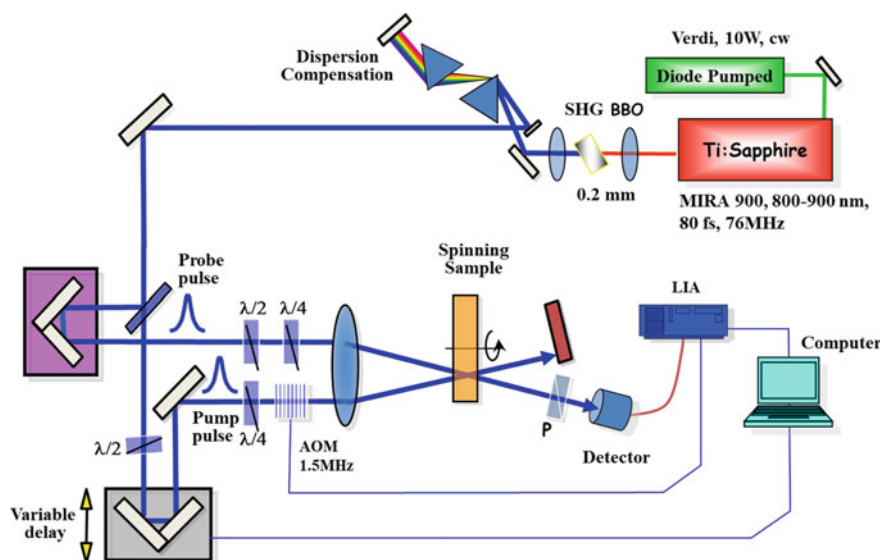 Verdi, 10W, cw
Diode Pumped
Dispersion
Compensation
SHG BBO
Ti:Sapphire
0.2 mm
MIRA 900, 800-900 nm,
80 fs, 76MHz
Probe
pulse
λ/2
λ/4
Spinning
Sample
LIA
Computer
Pump
pulse
λ/4
AOM
1.5MHz
P
Detector
λ/2
Variable
delay